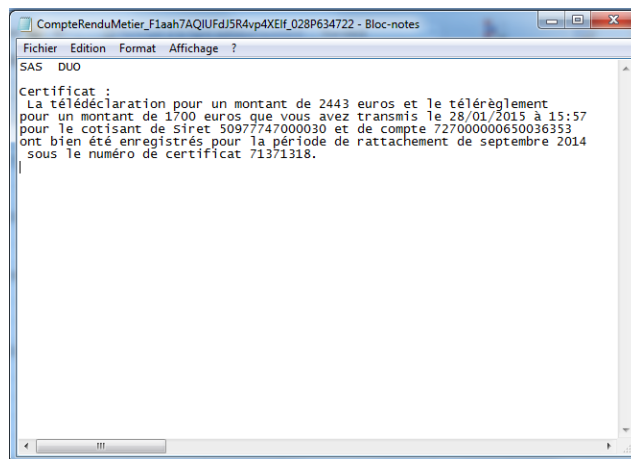 CompteRenduMetier_F1aah7AQIUFdJ5R4vp4XElf_028P634722 - Bloc-notes
Fichier Edition Format Affichage ?
SAS DUO
Certificat :
La télédéclaration pour un montant de 2443 euros et le télérèglement
pour un montant de 1700 euros que vous avez transmis le 28/01/2015 à 15:57
pour le cotisant de Siret 50977747000030 et de compte 727000000650036353
ont bien été enregistrés pour la période de rattachement de septembre 2014
sous le numéro de certificat 71371318.